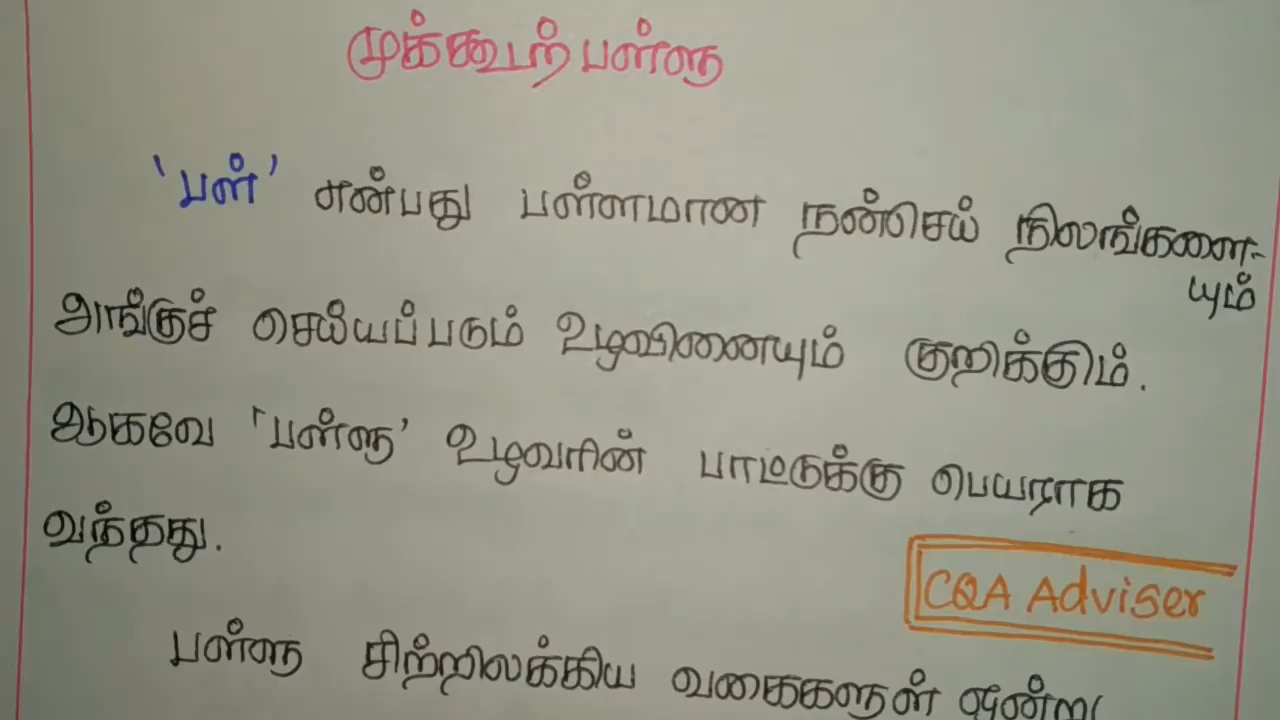 முக்கூடற்பள்ளு
'பள்' என்பது பள்ளமான நன்செய் நிலங்களை-
யும்
அங்குச் செய்யப்படும் உழவினையும் குறிக்கும்.
ஆகவே 'பள்ளு' உழவரின் பாட்டுக்கு பெயராக
வந்தது.
CQA Adviser
பள்ளு சிற்றிலக்கிய வகைகளுள்